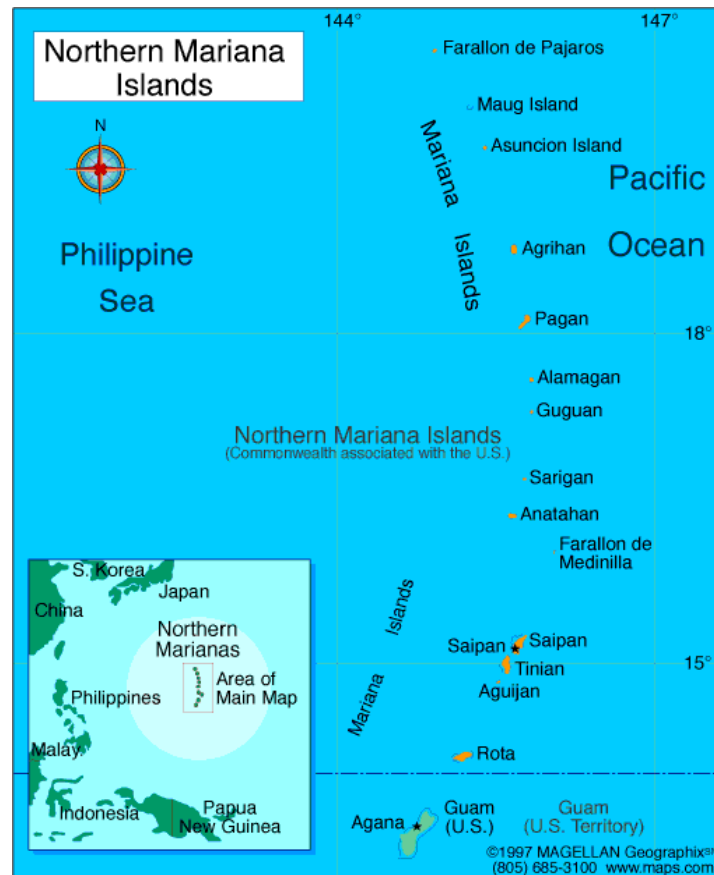 144°
147°
Northern Mariana
Islands
Farallon de Pajaros
Maug Island
N
Asuncion Island
Mariana
Islands
Pacific
Ocean
Philippine
Sea
Agrihan
Pagan
18°
Alamagan
Guguan
Northern Mariana Islands
(Commonwealth associated with the U.S.)
Sarigan
Anatahan
Farallon de
Medinilla
Mariana Islands
Saipan
Saipan
15°
Tinian
Aguijan
Rota
Agana
Guam
(U.S.)
Guam
(U.S. Territory)
S. Korea
Japan
China
Northern
Marianas
Area of
Main Map
Philippines
Malay.
Indonesia
Papua
New Guinea
©1997 MAGELLAN Geographix℠
(805) 685-3100 www.maps.com